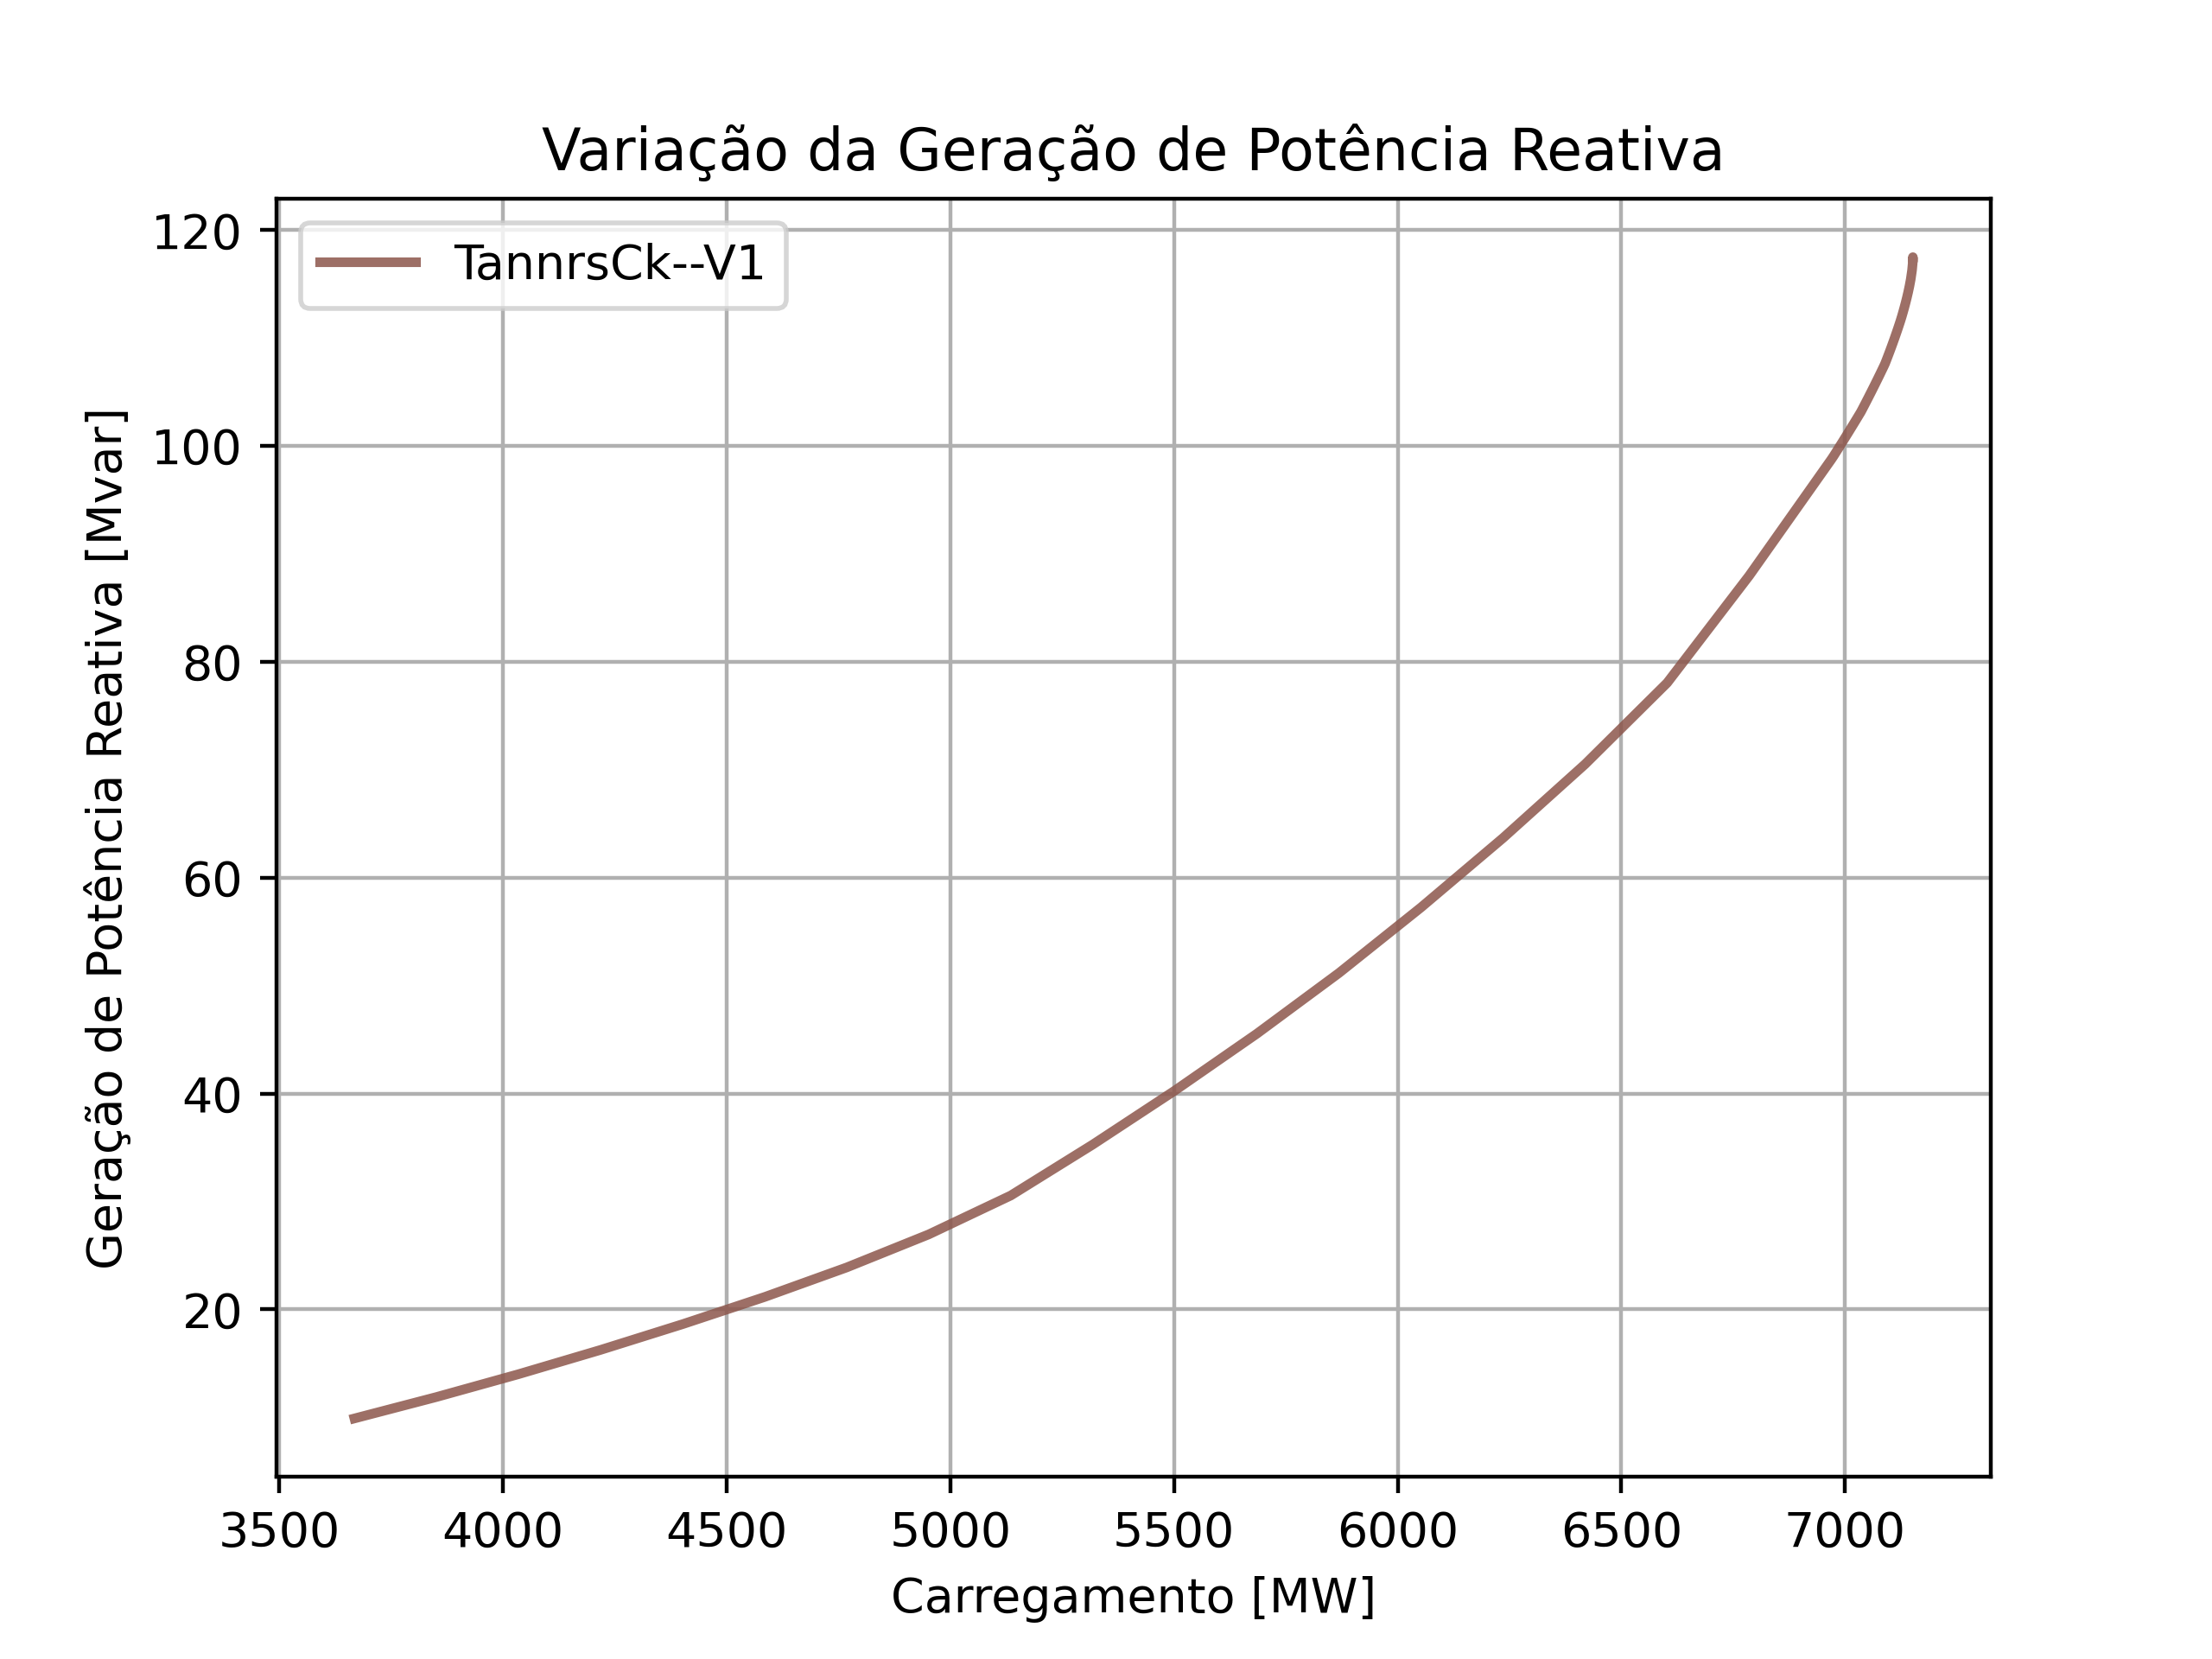 Variação da Geração de Potência Reativa
TannrsCk--V1
Geração de Potência Reativa [Mvar]
120
100
80
60
40
20
3500 4000 4500 5000 5500 6000 6500 7000
Carregamento [MW]